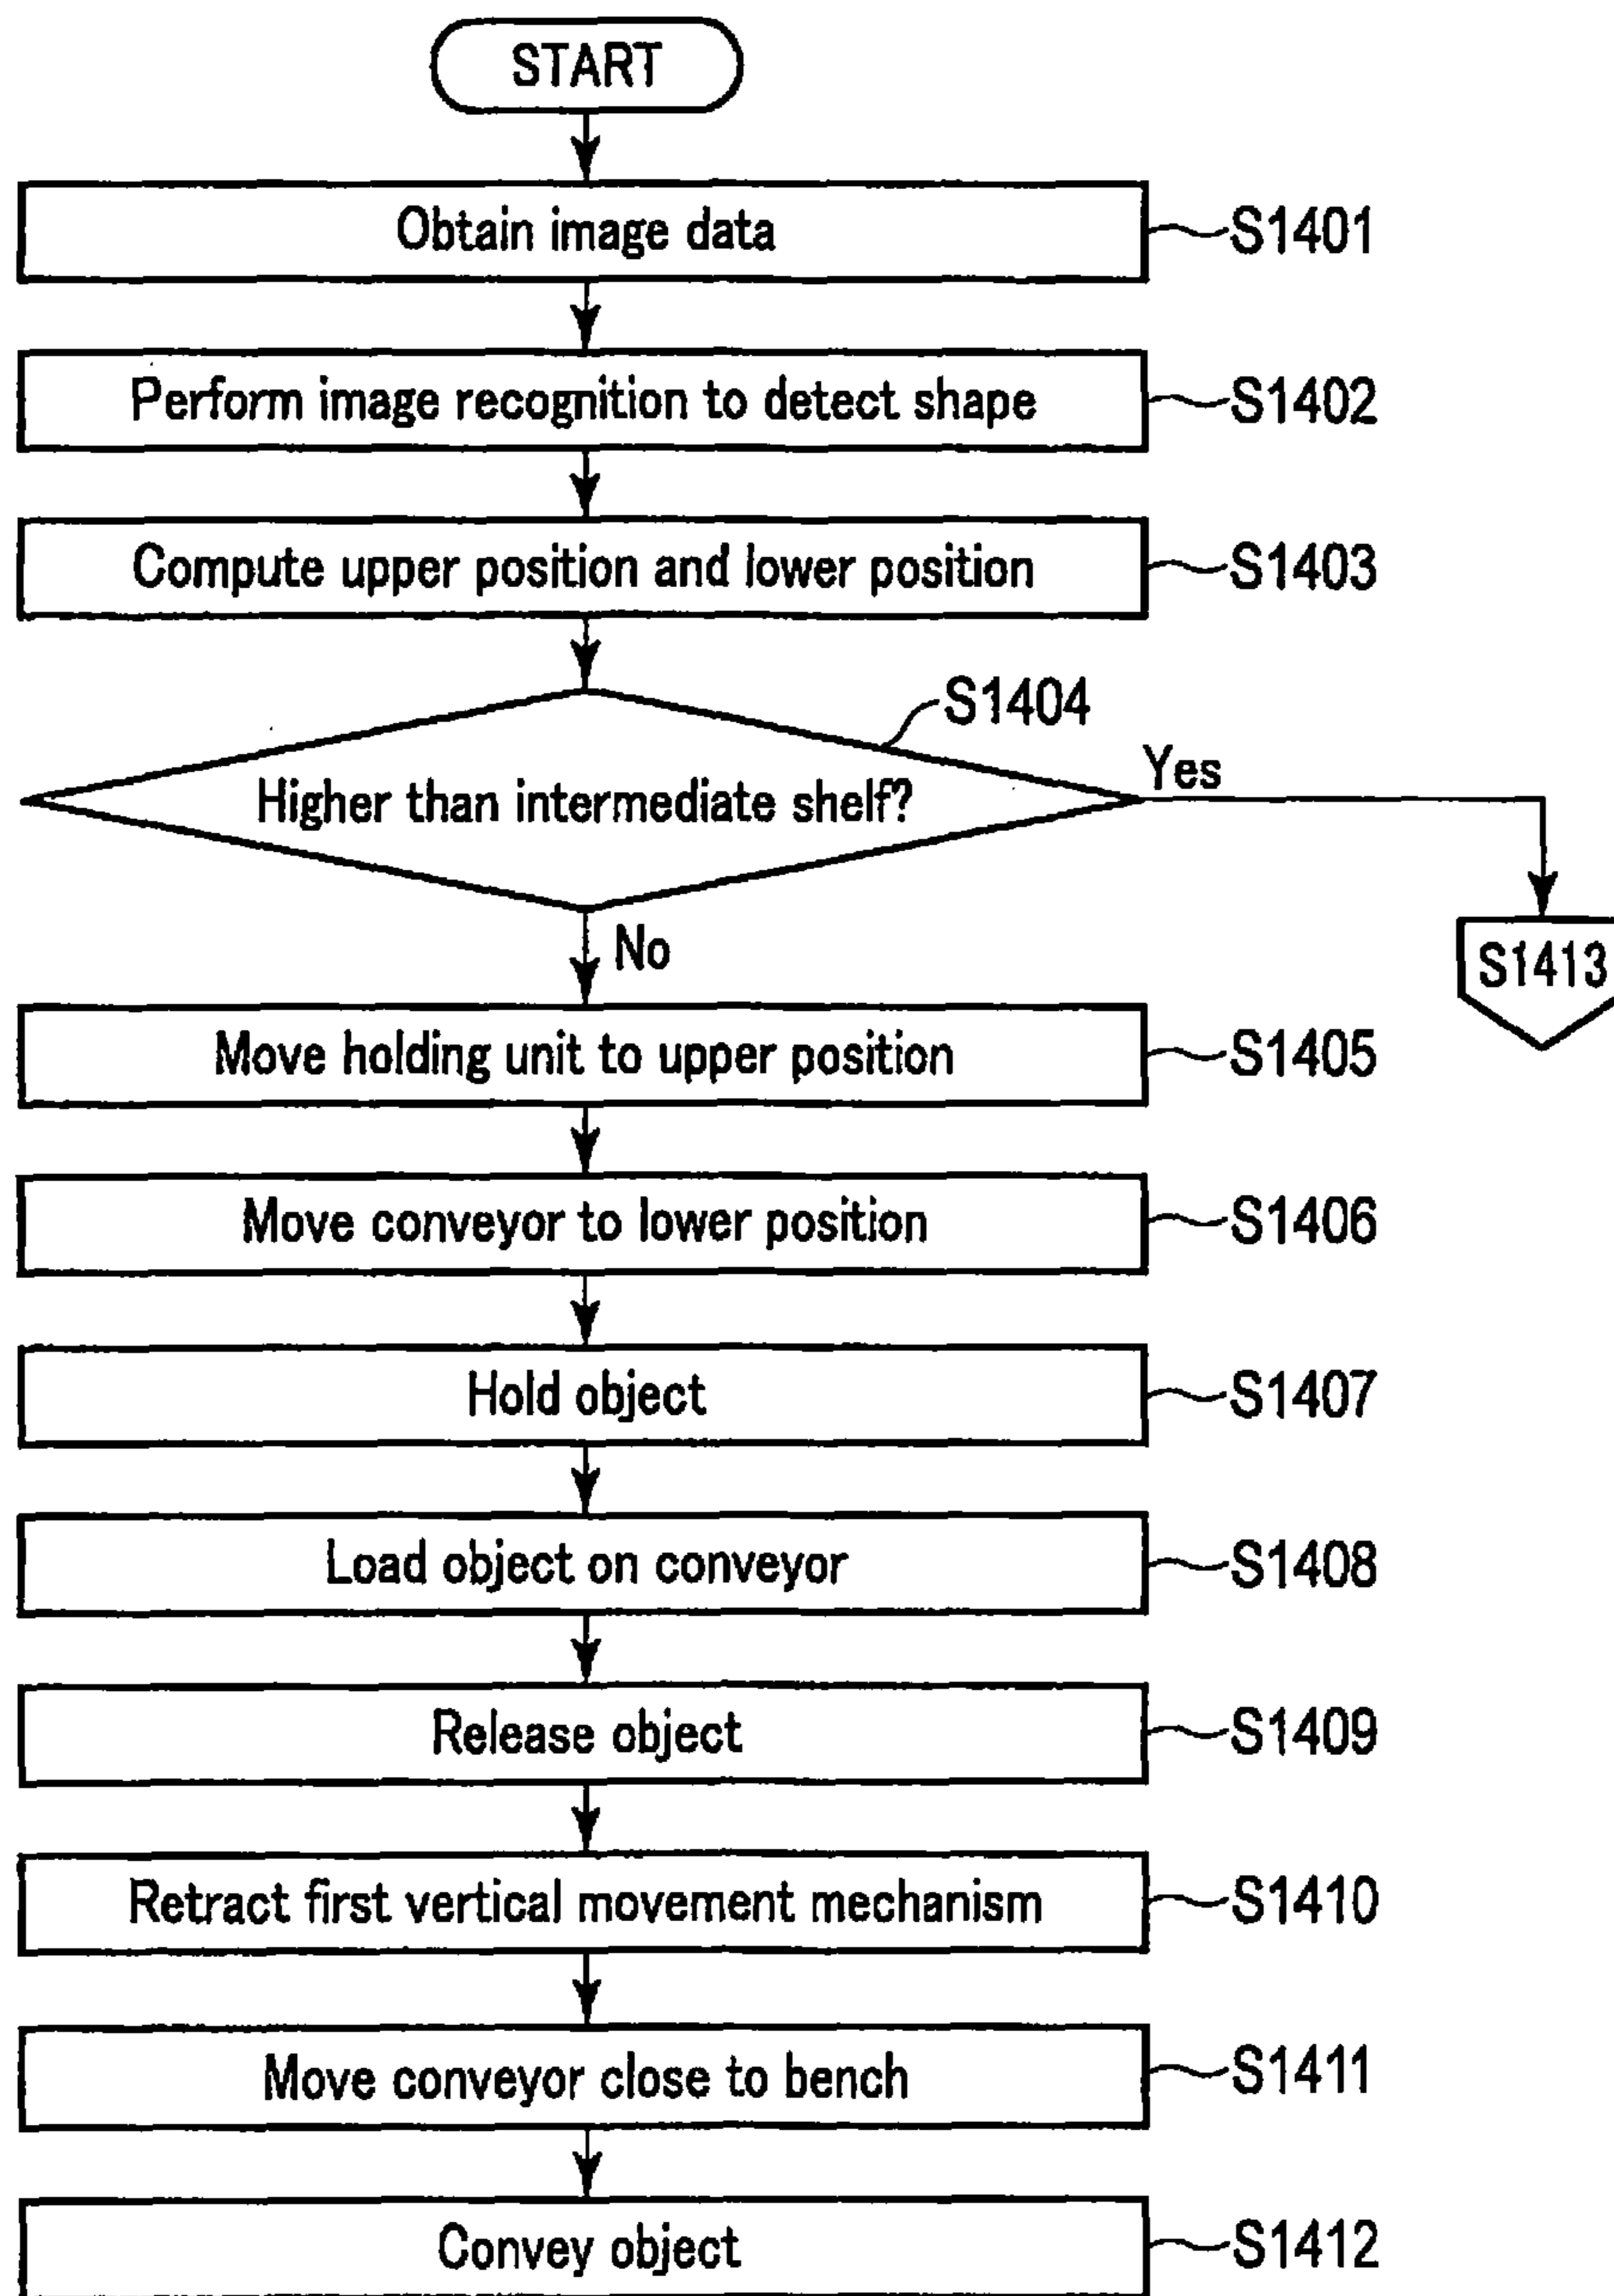 START
Obtain image data
S1401
Perform image recognition to detect shape
S1402
Compute upper position and lower position
S1403
S1404
Higher than intermediate shelf?
Yes
No
S1413
Move holding unit to upper position
S1405
Move conveyor to lower position
S1406
Hold object
S1407
Load object on conveyor
S1408
Release object
S1409
Retract first vertical movement mechanism
S1410
Move conveyor close to bench
S1411
Convey object
S1412